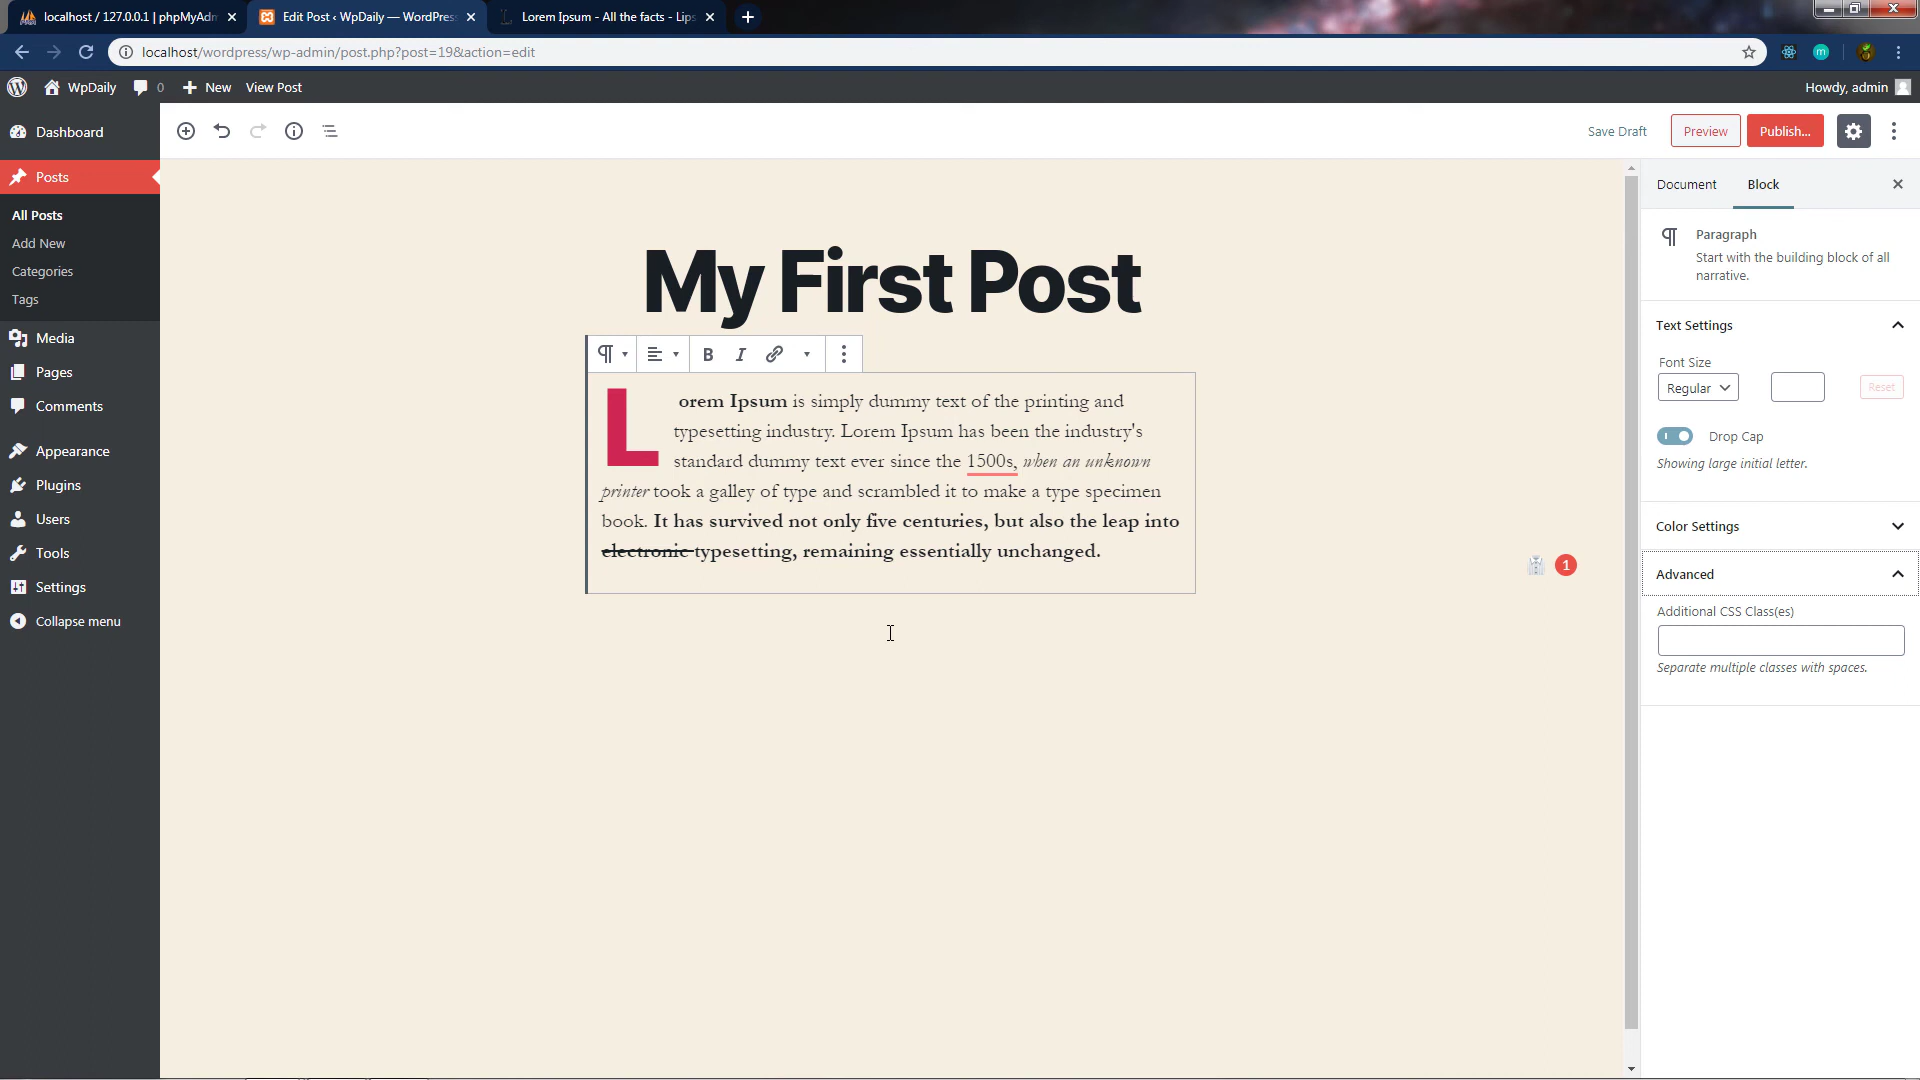 localhost / 127.0.0.1 | phpMyAdm
Edit Post ‹ WpDaily — WordPress
Lorem Ipsum - All the facts - Lips
localhost/wordpress/wp-admin/post.php?post=19&action=edit
WpDaily
0
New
View Post
Howdy, admin
Dashboard
Posts
All Posts
Add New
Categories
Tags
Media
Pages
Comments
Appearance
Plugins
Users
Tools
Settings
Collapse menu
Save Draft
Preview
Publish...
My First Post
B
I
Lorem Ipsum is simply dummy text of the printing and
typesetting industry. Lorem Ipsum has been the industry's
standard dummy text ever since the 1500s, when an unknown
printer took a galley of type and scrambled it to make a type specimen
book. It has survived not only five centuries, but also the leap into
electronic typesetting, remaining essentially unchanged.
1
Document
Block
Paragraph
Start with the building block of all
narrative.
Text Settings
Font Size
Regular
Reset
Drop Cap
Showing large initial letter.
Color Settings
Advanced
Additional CSS Class(es)
Separate multiple classes with spaces.